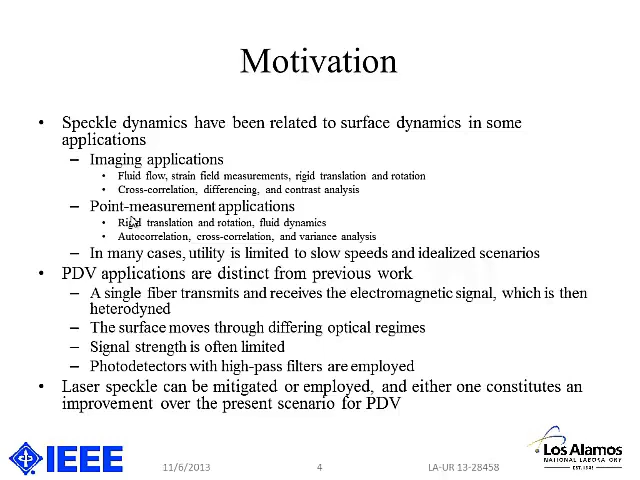 Motivation
• Speckle dynamics have been related to surface dynamics in some
applications
– Imaging applications
• Fluid flow, strain field measurements, rigid translation and rotation
• Cross-correlation, differencing, and contrast analysis
– Point-measurement applications
• Rigid translation and rotation, fluid dynamics
• Autocorrelation, cross-correlation, and variance analysis
– In many cases, utility is limited to slow speeds and idealized scenarios
• PDV applications are distinct from previous work
– A single fiber transmits and receives the electromagnetic signal, which is then
heterodyned
– The surface moves through differing optical regimes
– Signal strength is often limited
– Photodetectors with high-pass filters are employed
• Laser speckle can be mitigated or employed, and either one constitutes an
improvement over the present scenario for PDV
IEEE
11/6/2013
4
LA-UR 13-28458
Los Alamos
NATIONAL LABORATORY
EST. 1943